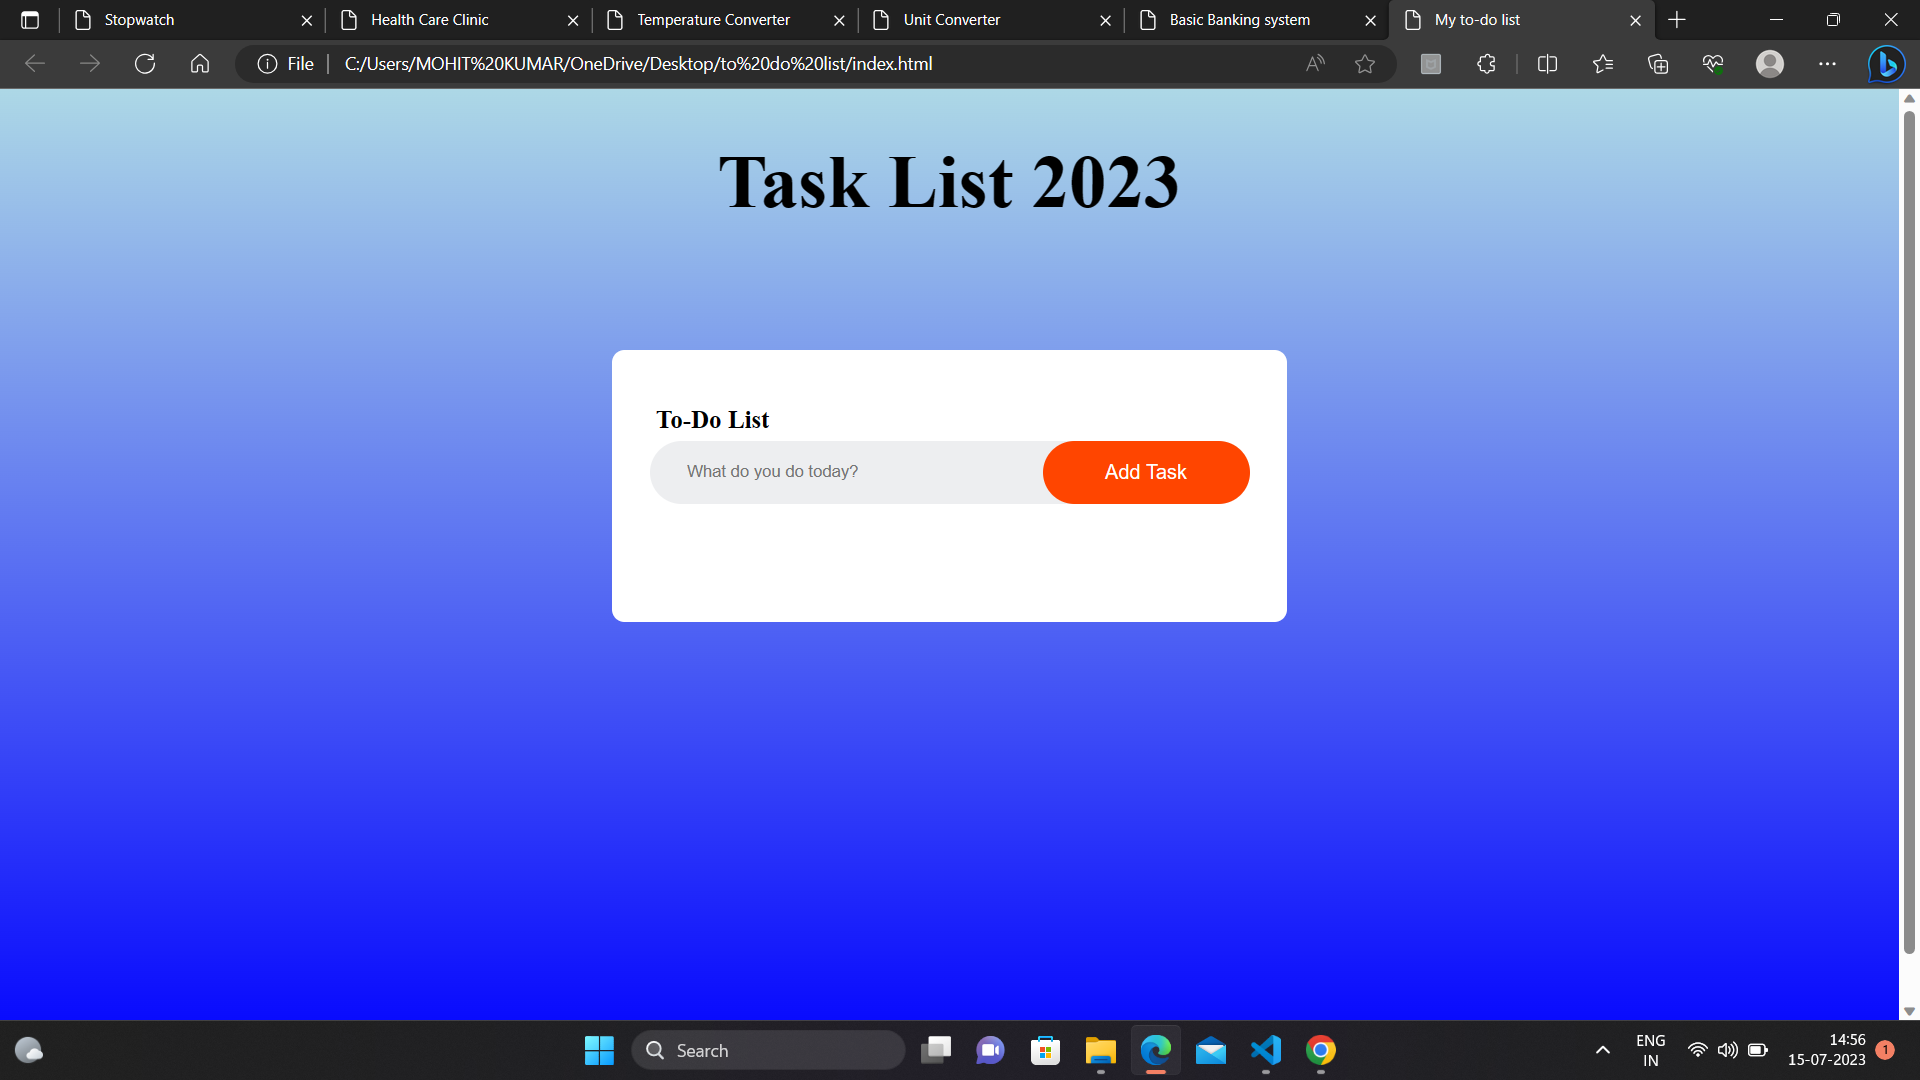 Stopwatch
Health Care Clinic
Temperature Converter
Unit Converter
Basic Banking system
My to-do list
File
C:/Users/MOHIT%20KUMAR/OneDrive/Desktop/to%20do%20list/index.html
Task List 2023
To-Do List
What do you do today?
Add Task
Search
ENG
IN
14:56
15-07-2023
1